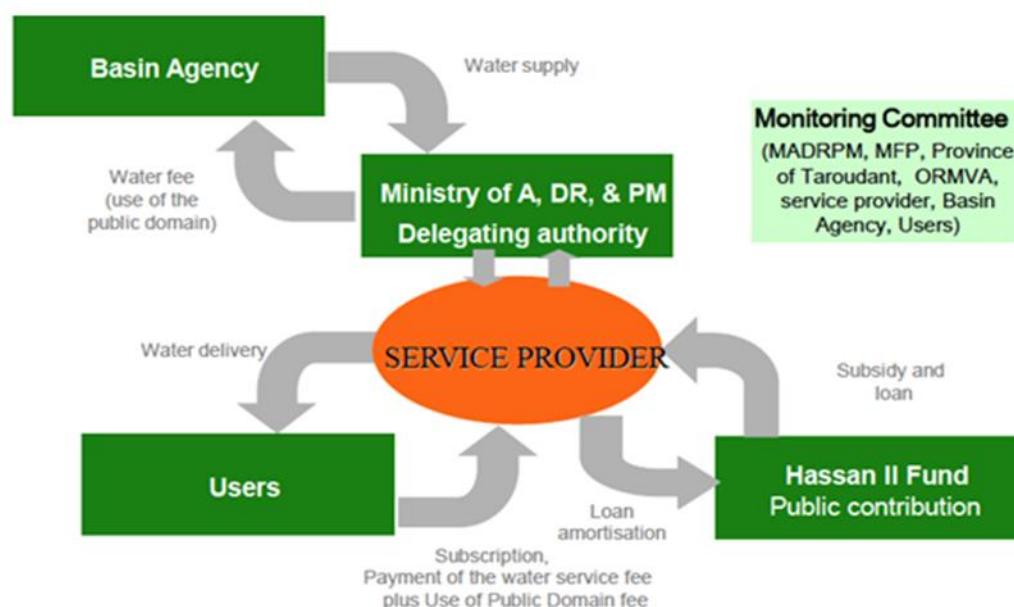 Basin Agency
Water supply
Monitoring Committee
(MADRPM, MFP, Province
of Taroudant, ORMVA,
service provider, Basin
Agency, Users)
Water fee
(use of the
public domain)
Ministry of A, DR, & PM
Delegating authority
Water delivery
SERVICE PROVIDER
Subsidy and
loan
Users
Hassan II Fund
Public contribution
Loan
amortisation
Subscription,
Payment of the water service fee
plus Use of Public Domain fee